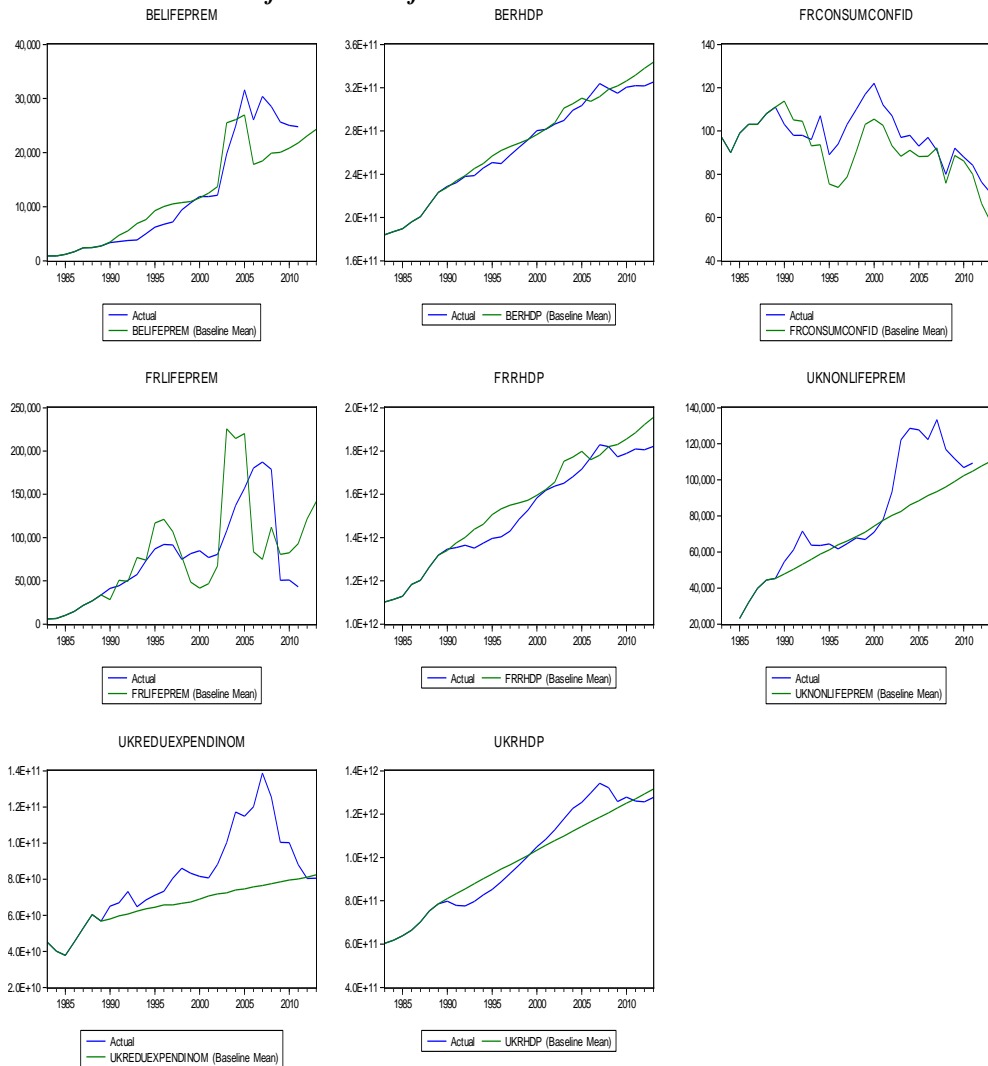 BELIFEPREM
40,000
30,000
20,000
10,000
0
1985 1990 1995 2000 2005 2010
Actual
BELIFEPREM (Baseline Mean)
BERHDP
3.6E+11
3.2E+11
2.8E+11
2.4E+11
2.0E+11
1.6E+11
1985 1990 1995 2000 2005 2010
Actual BERHDP (Baseline Mean)
FRCONSUMCONFID
140
120
100
80
60
40
1985 1990 1995 2000 2005 2010
Actual
FRCONSUMCONFID (Baseline Mean)
FRLIFEPREM
250,000
200,000
150,000
100,000
50,000
0
1985 1990 1995 2000 2005 2010
Actual
FRLIFEPREM (Baseline Mean)
FRRHDP
2.0E+12
1.8E+12
1.6E+12
1.4E+12
1.2E+12
1.0E+12
1985 1990 1995 2000 2005 2010
Actual FRRHDP (Baseline Mean)
UKNONLIFEPREM
140,000
120,000
100,000
80,000
60,000
40,000
20,000
1985 1990 1995 2000 2005 2010
Actual
UKNONLIFEPREM (Baseline Mean)
UKREDUEXPENDINOM
1.4E+11
1.2E+11
1.0E+11
8.0E+10
6.0E+10
4.0E+10
2.0E+10
1985 1990 1995 2000 2005 2010
Actual
UKREDUEXPENDINOM (Baseline Mean)
UKRHDP
1.4E+12
1.2E+12
1.0E+12
8.0E+11
6.0E+11
4.0E+11
1985 1990 1995 2000 2005 2010
Actual UKRHDP (Baseline Mean)